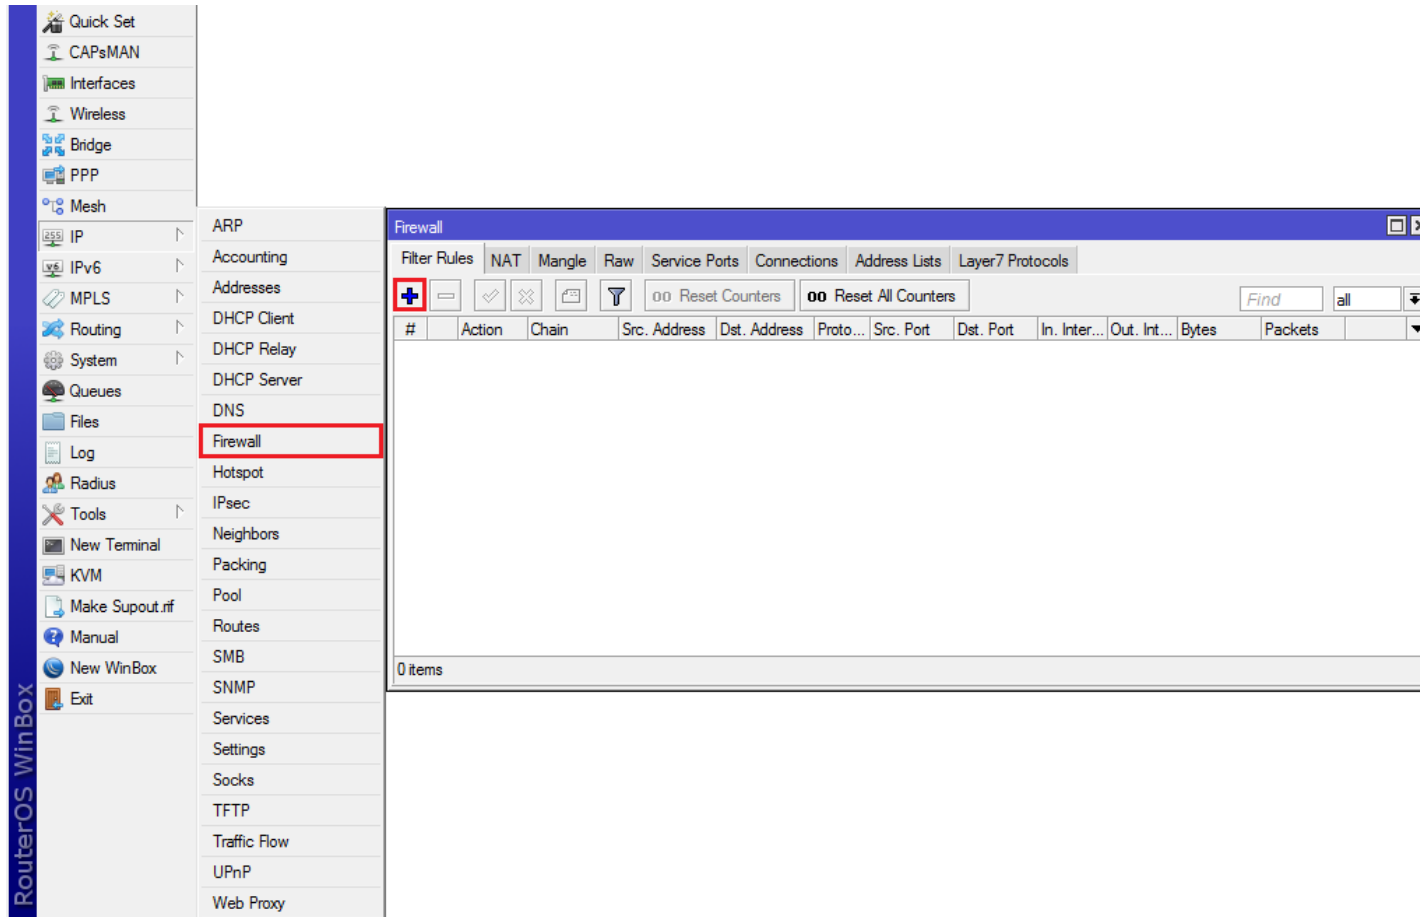 Quick Set
CAPsMAN
Interfaces
Wireless
Bridge
PPP
Mesh
255 IP
v6 IPv6
MPLS
Routing
System
Queues
Files
Log
Radius
Tools
New Terminal
KVM
Make Supout.rif
Manual
New WinBox
Exit
RouterOS WinBox
ARP
Accounting
Addresses
DHCP Client
DHCP Relay
DHCP Server
DNS
Firewall
Hotspot
IPsec
Neighbors
Packing
Pool
Routes
SMB
SNMP
Services
Settings
Socks
TFTP
Traffic Flow
UPnP
Web Proxy
Firewall
Filter Rules NAT Mangle Raw Service Ports Connections Address Lists Layer7 Protocols
00 Reset Counters 00 Reset All Counters Find all
# Action Chain Src. Address Dst. Address Proto... Src. Port Dst. Port In. Inter... Out. Int... Bytes Packets
0 items